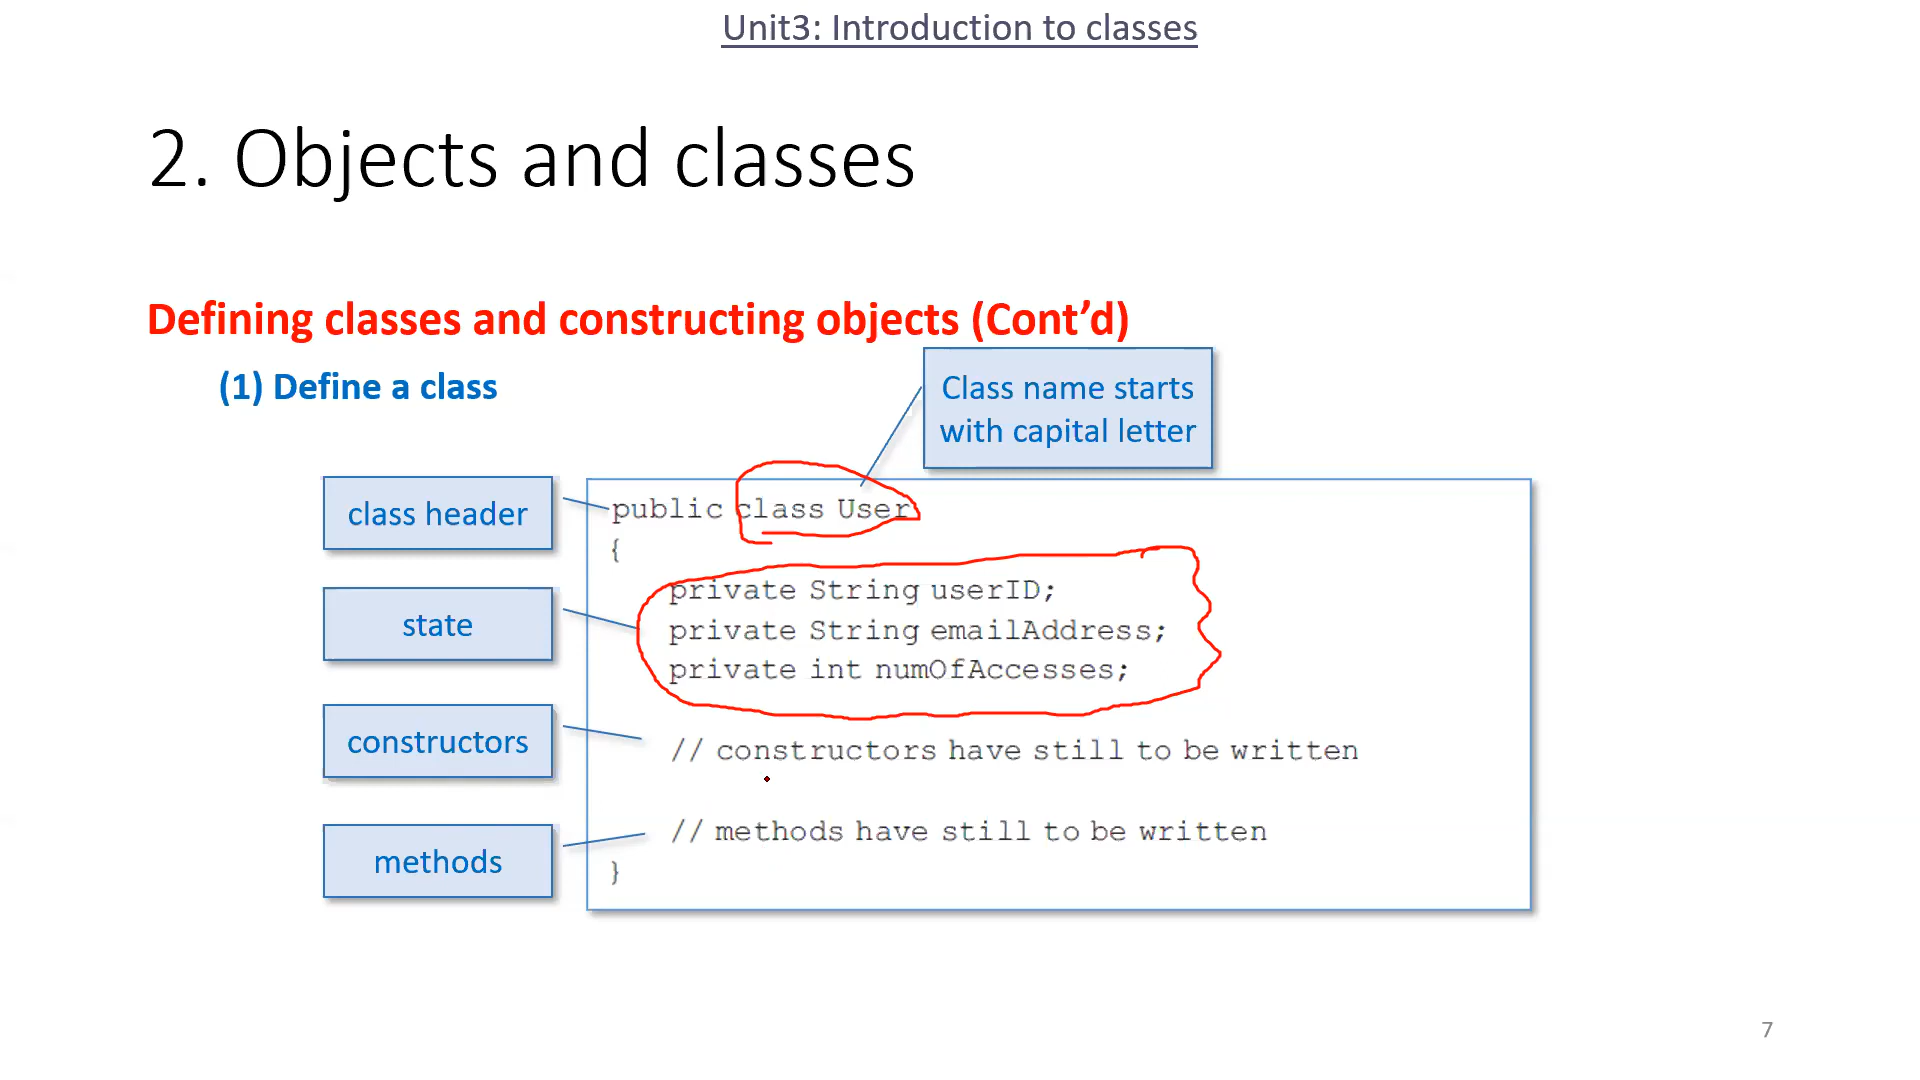 Unit3: Introduction to classes
2. Objects and classes
Defining classes and constructing objects (Cont’d)
(1) Define a class
Class name starts
with capital letter
class header
public class User
{
state
private String userID;
private String emailAddress;
private int numOfAccesses;
constructors
// constructors have still to be written
methods
// methods have still to be written
}
7